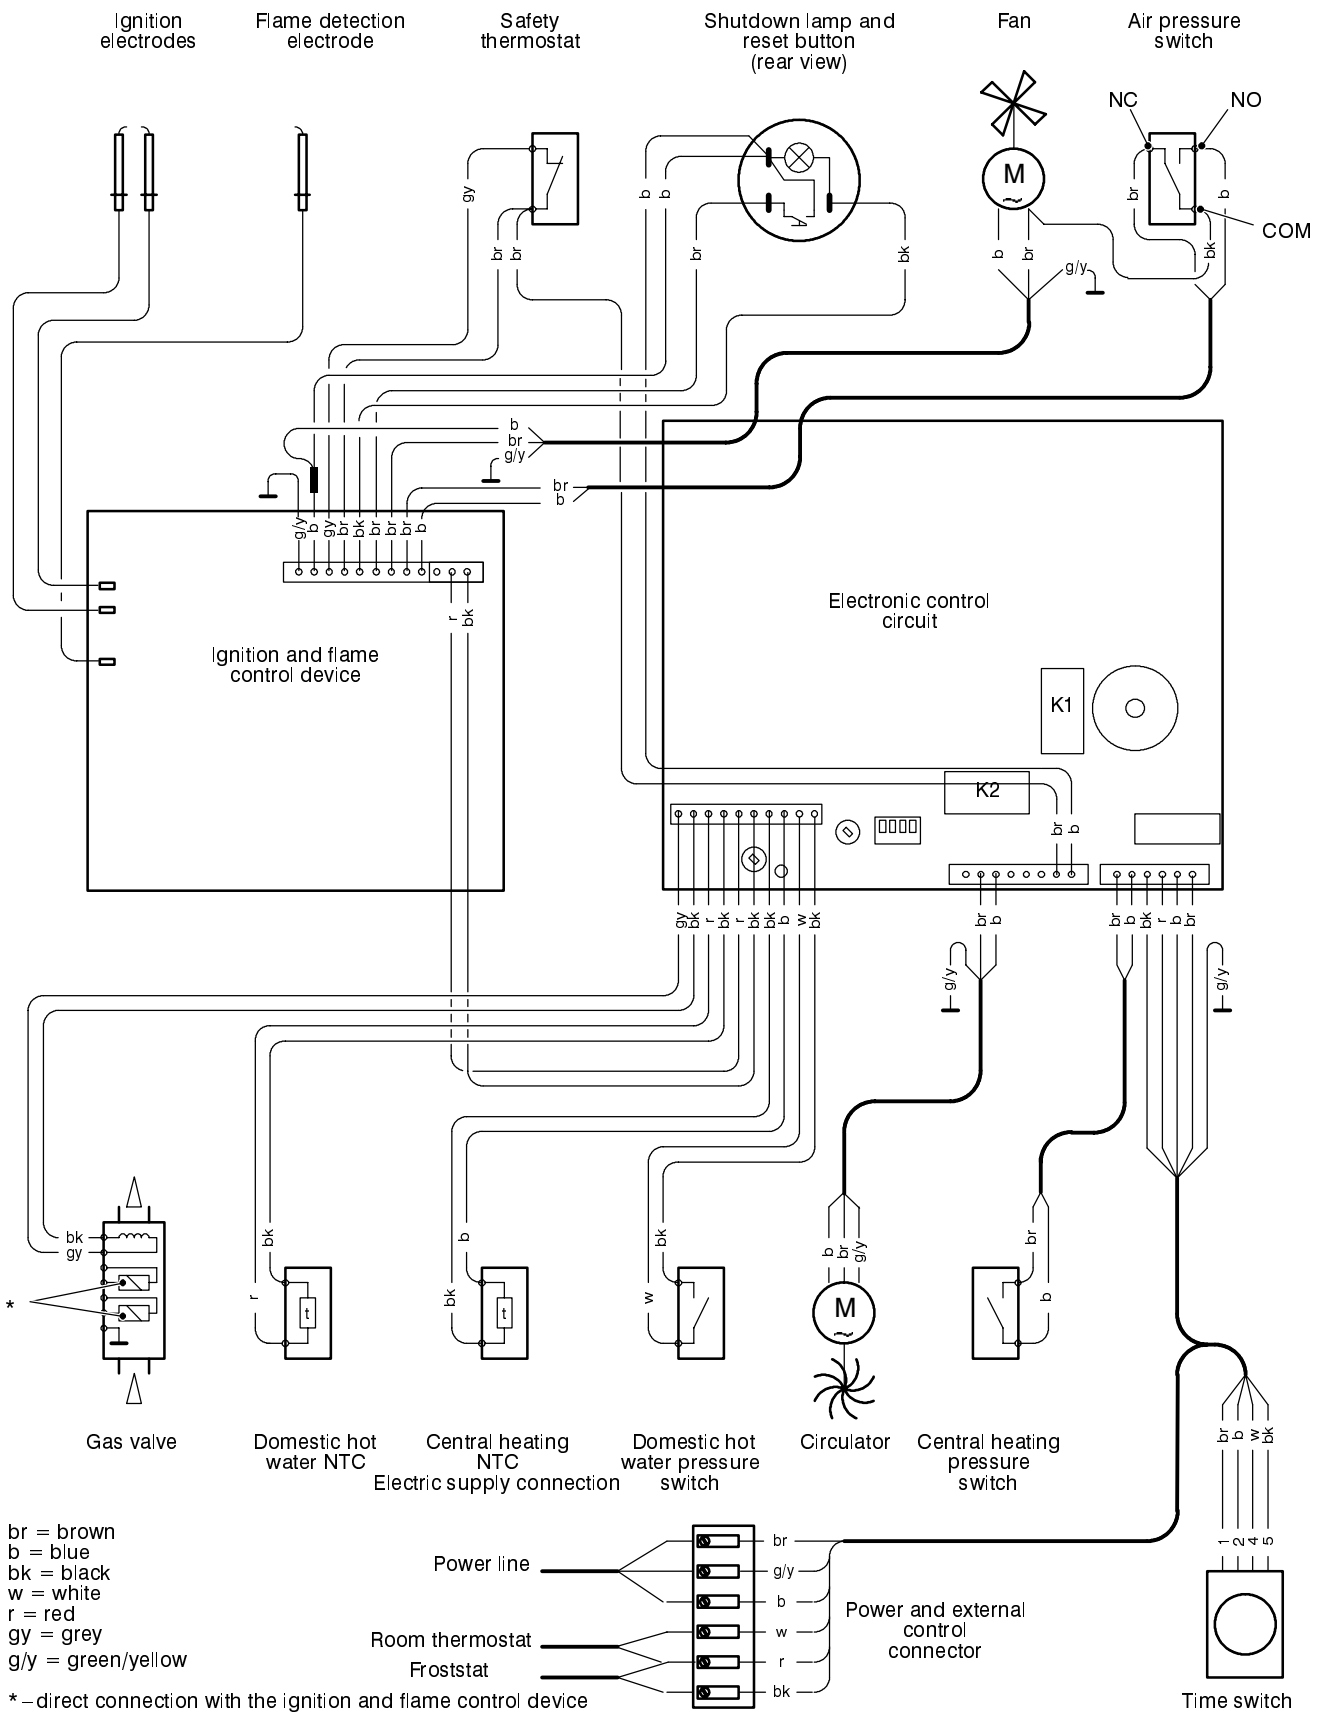 Ignition
electrodes
Flame detection
electrode
Safety
thermostat
Shutdown lamp and
reset button
(rear view)
Fan
Air pressure
switch
NC
NO
COM
M
gy
br
br
b
b
br
bk
b
br
g/y
br
b
bk
b
br
g/y
br
b
g/y
b
gy
br
bk
br
br
br
b
r
bk
Ignition and flame
control device
Electronic control
circuit
K1
K2
br
b
gy
bk
r
bk
r
bk
bk
b
w
bk
br
b
br
b
bk
r
b
br
g/y
g/y
bk
gy
*
bk
r
t
b
bk
t
bk
w
b
br
g/y
M
br
b
Gas valve
Domestic hot
water NTC
Central heating
NTC
Electric supply connection
Domestic hot
water pressure
switch
Circulator
Central heating
pressure
switch
br
b
w
bk
1
2
4
5
Time switch
br = brown
b = blue
bk = black
w = white
r = red
gy = grey
g/y = green/yellow
* – direct connection with the ignition and flame control device
Power line
Room thermostat
Froststat
br
g/y
b
w
r
bk
Power and external
control
connector